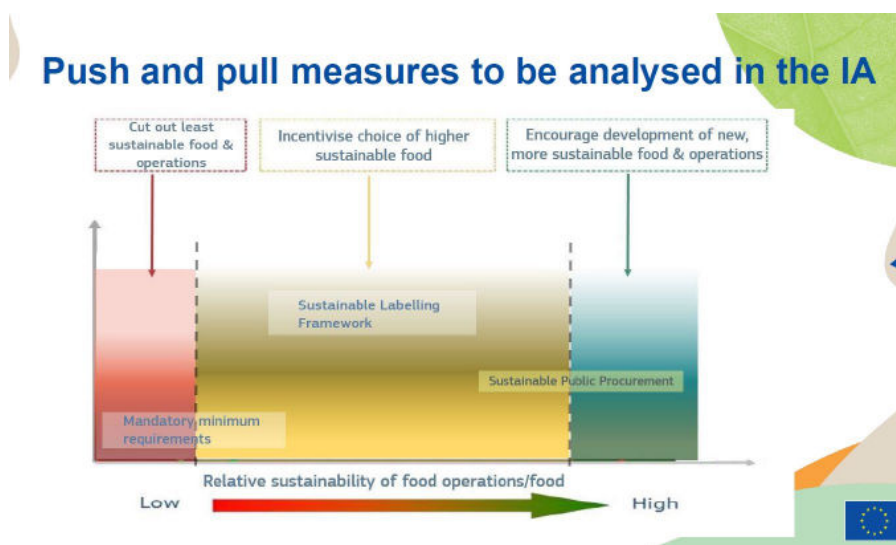 Push and pull measures to be analysed in the IA
Cut out least
sustainable food &
operations
Incentivise choice of higher
sustainable food
Encourage development of new,
more sustainable food & operations
Sustainable Labelling
Framework
Sustainable Public Procurement
Mandatory minimum
requirements
Relative sustainability of food operations/food
Low
High